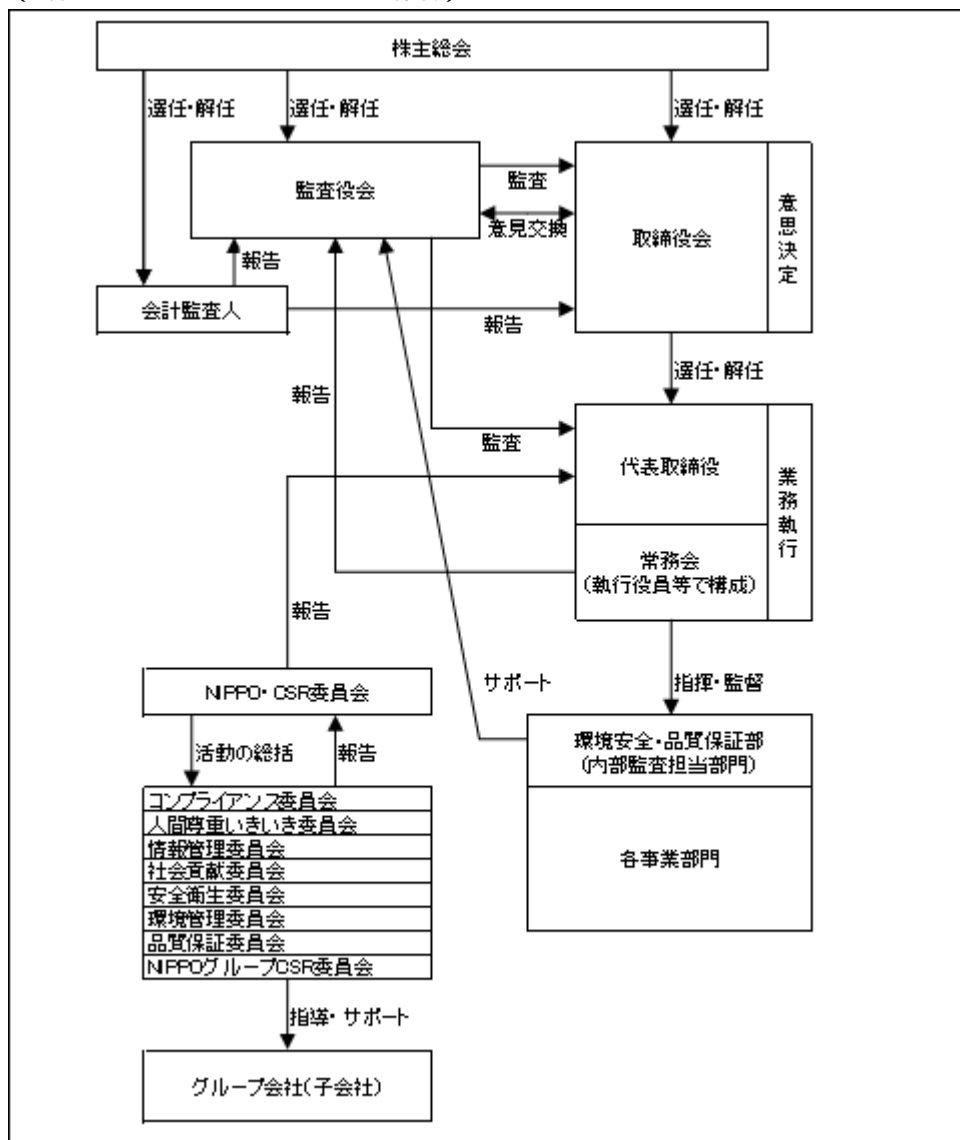 株主総会
選任・解任
選任・解任
選任・解任
監査役会
監査
意見交換
取締役会
意思決定
報告
会計監査人
報告
選任・解任
報告
監査
代表取締役
業務執行
常務会
(執行役員等で構成)
報告
サポート
指揮・監督
NIPPO・CSR委員会
活動の総括
報告
環境安全・品質保証部
(内部監査担当部門)
コンプライアンス委員会
人間尊重いきいき委員会
情報管理委員会
社会貢献委員会
安全衛生委員会
環境管理委員会
品質保証委員会
NIPPOグループCSR委員会
各事業部門
指導・サポート
グループ会社(子会社)